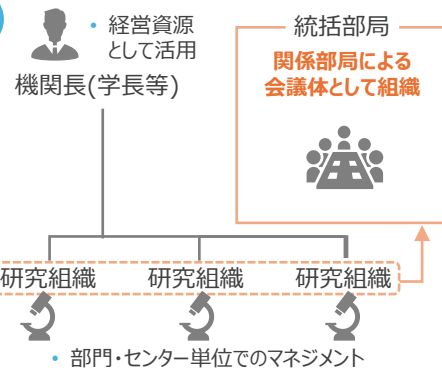 ・ 経営資源
として活用
機関長(学長等)
統括部局
関係部局による
会議体として組織
研究組織 研究組織 研究組織
・ 部門・センター単位でのマネジメント